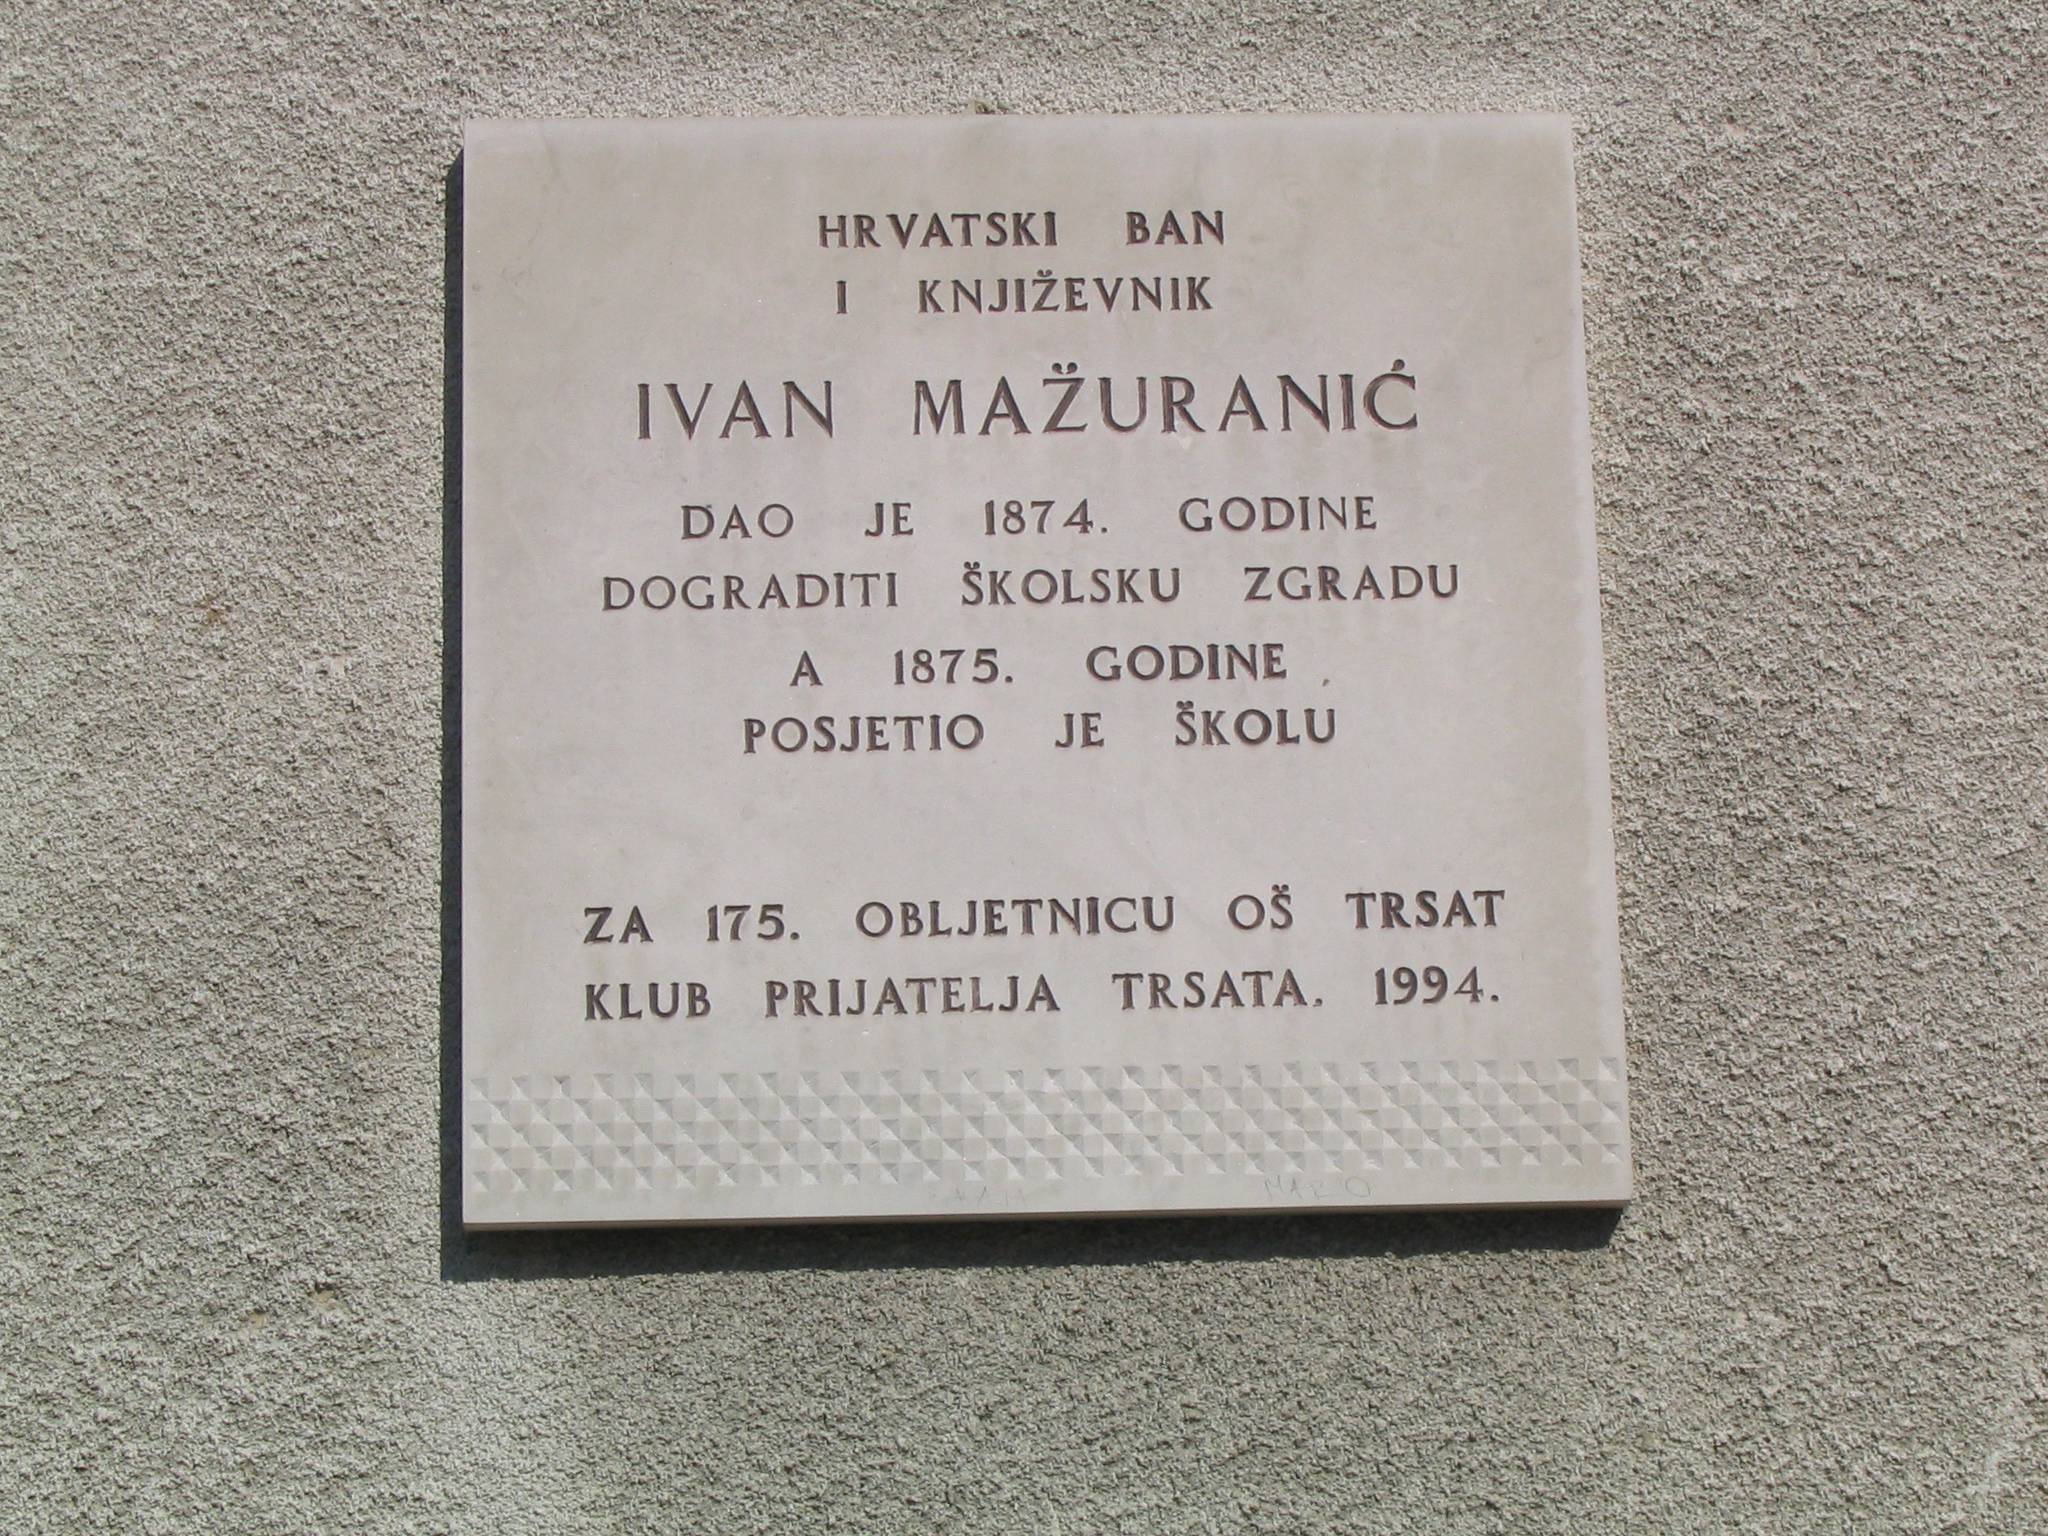 HRVATSKI BAN
I KNJIŽEVNIK
IVAN MAŽURANIĆ
DAO JE 1874. GODINE
DOGRADITI ŠKOLSKU ZGRADU
A 1875. GODINE
POSJETIO JE ŠKOLU
ZA 175. OBLJETNICU OŠ TRSAT
KLUB PRIJATELJA TRSATA. 1994.
MARO